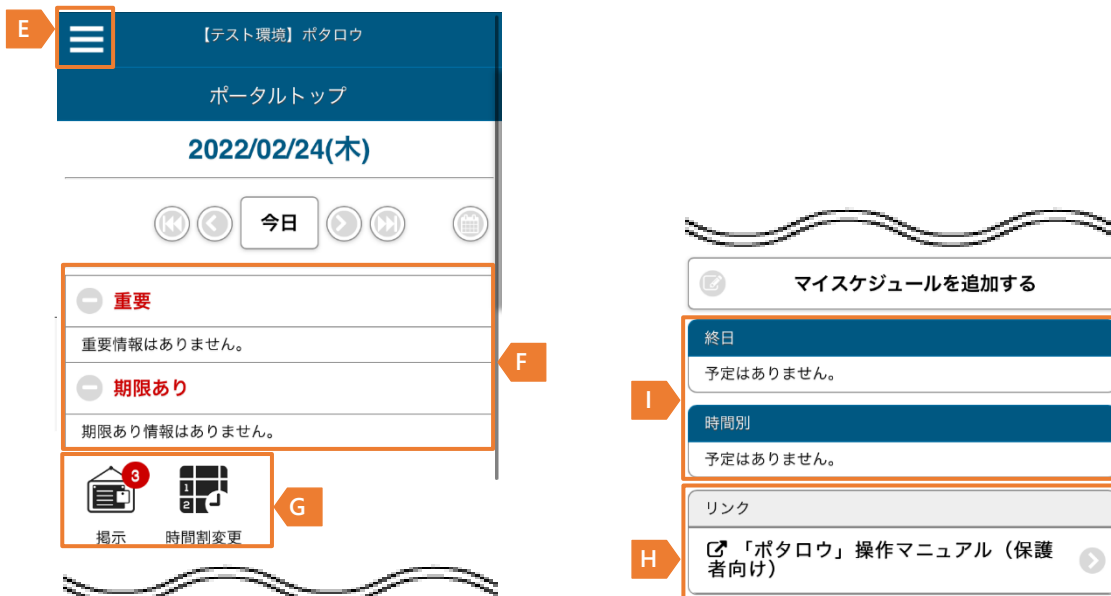 E
【テスト環境】ポタロウ
ポータルトップ
2022/02/24(木)
今日
重要
重要情報はありません。
期限あり
期限あり情報はありません。
F
3
1
2
掲示
時間割変更
G
マイスケジュールを追加する
終日
予定はありません。
I
時間別
予定はありません。
リンク
「ポタロウ」操作マニュアル（保護
者向け）
H